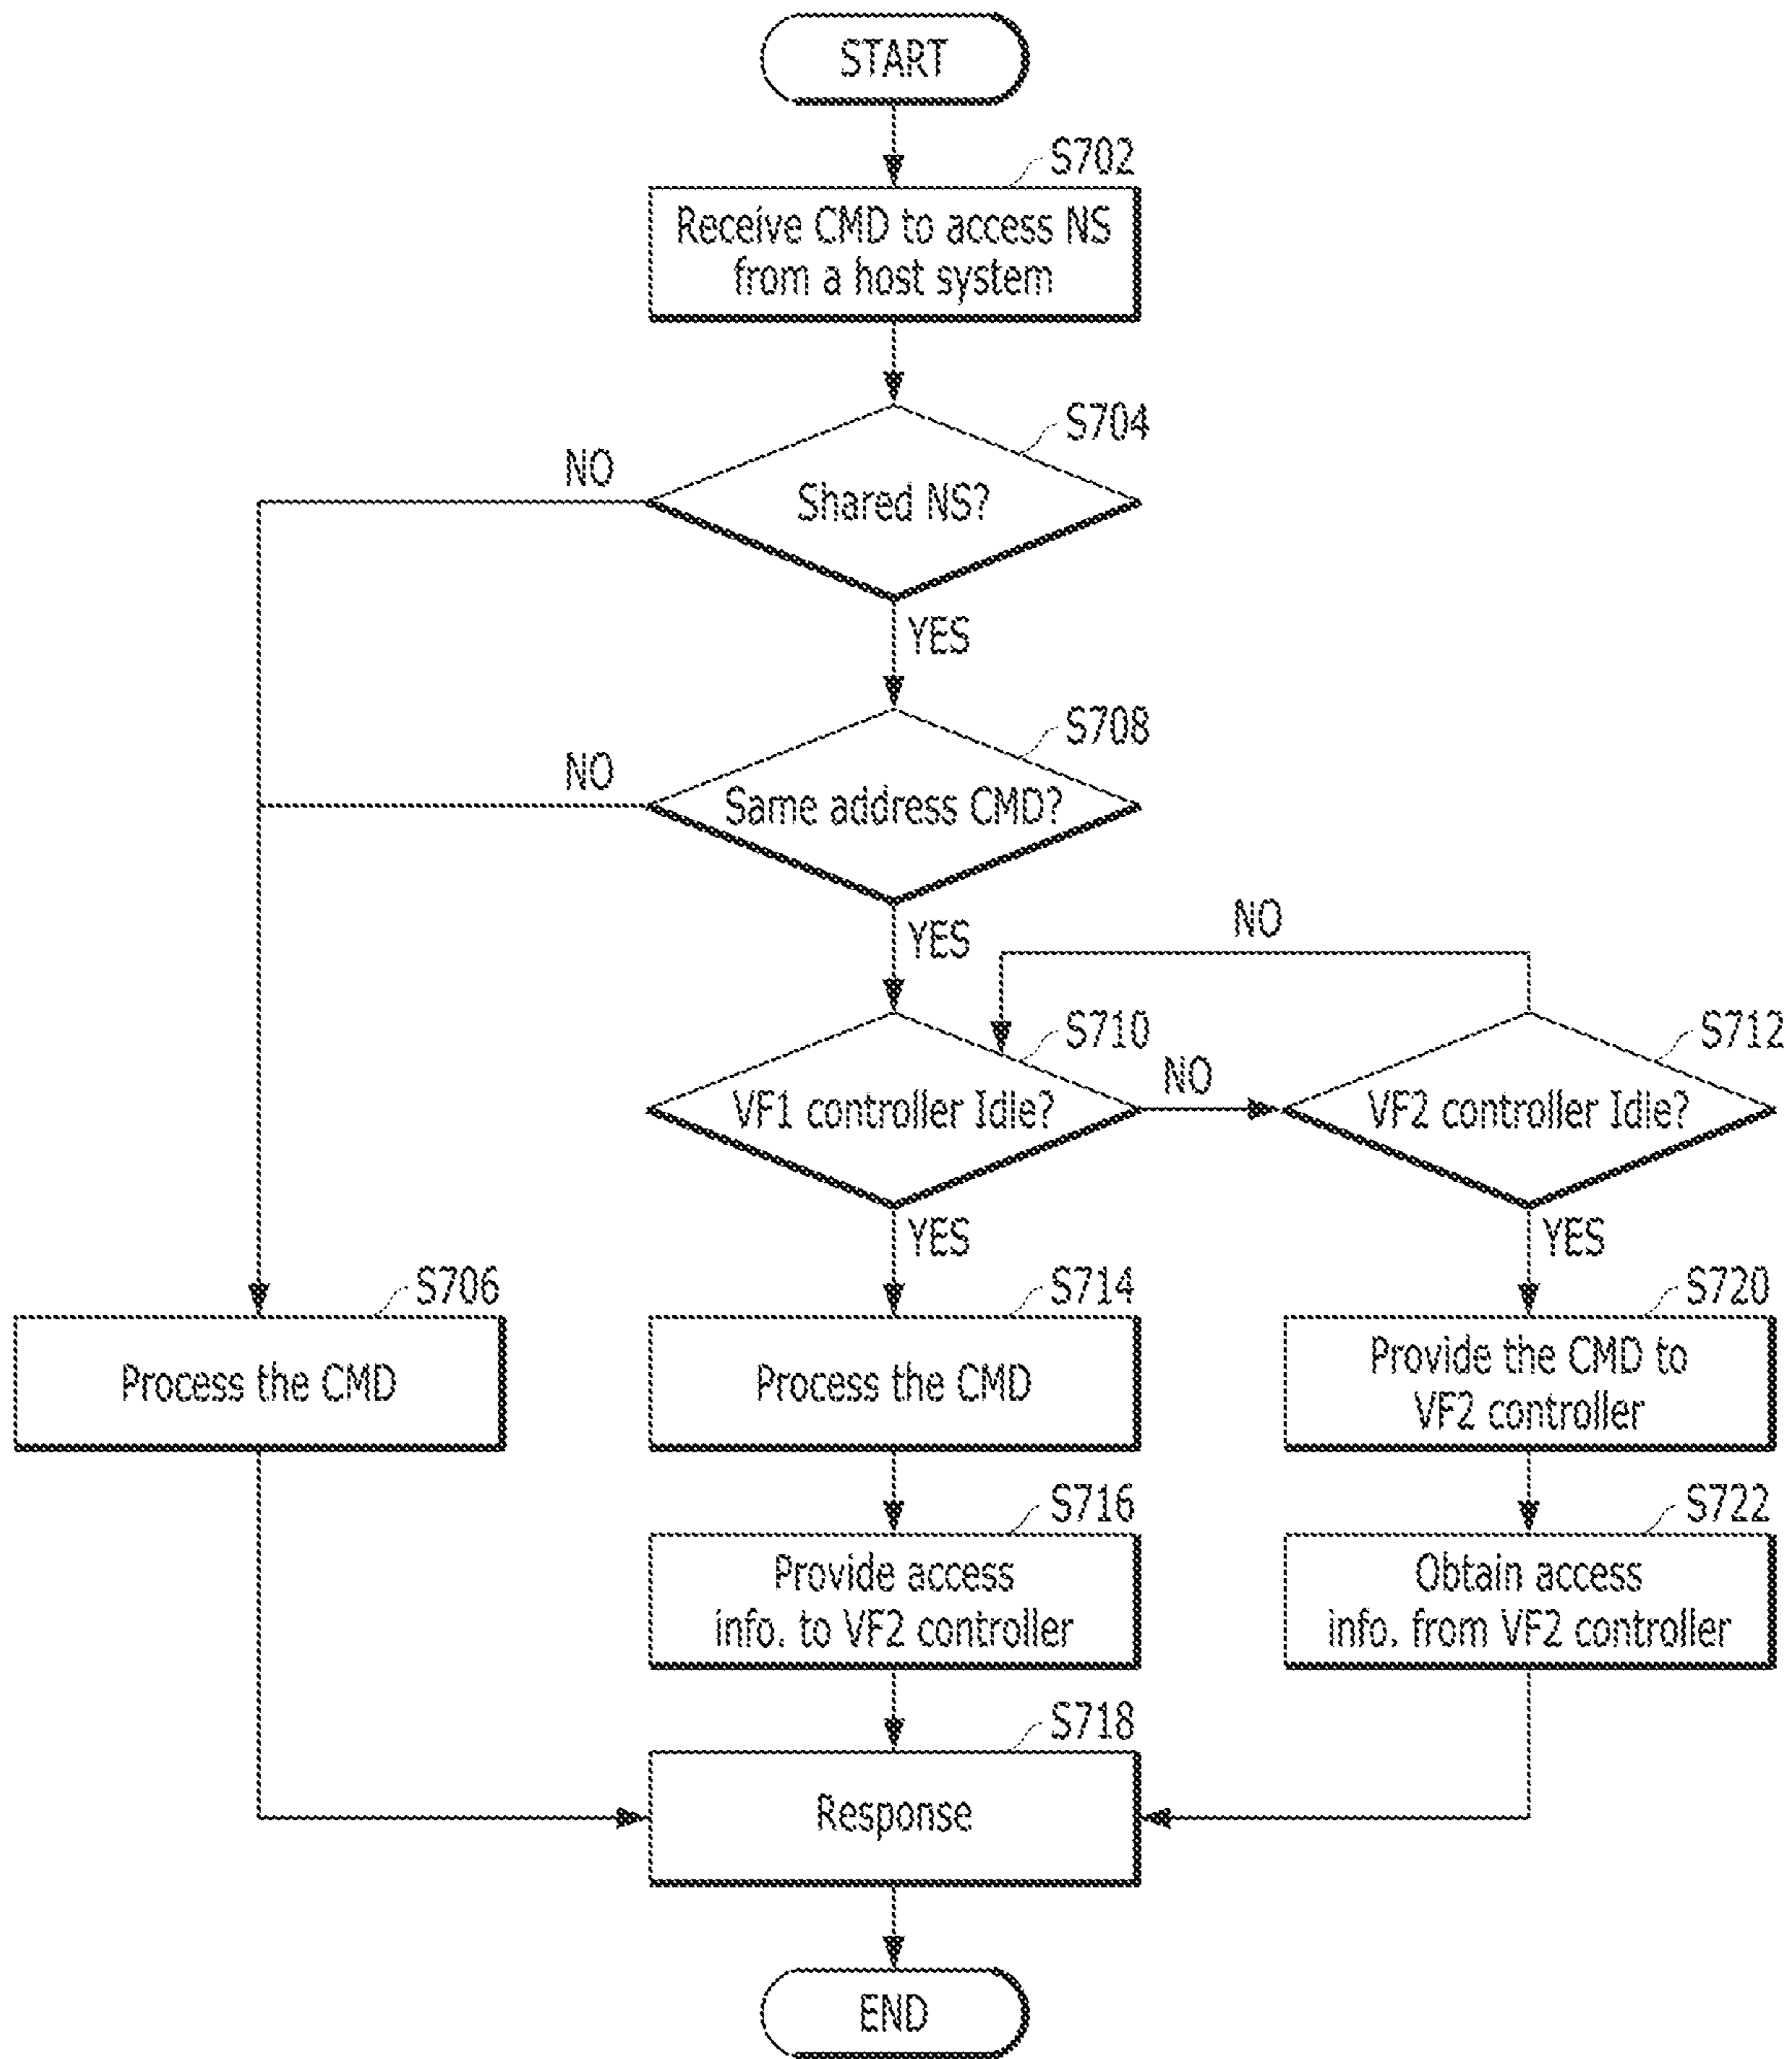 START
S702
Receive CMD to access NS
from a host system
S704
NO
Shared NS?
YES
S708
NO
Same address CMD?
YES
NO
S710
S712
VF1 controller Idle?
NO
VF2 controller Idle?
YES
YES
S706
S714
S720
Process the CMD
Process the CMD
Provide the CMD to
VF2 controller
S716
S722
Provide access
info. to VF2 controller
Obtain access
info. from VF2 controller
S718
Response
END